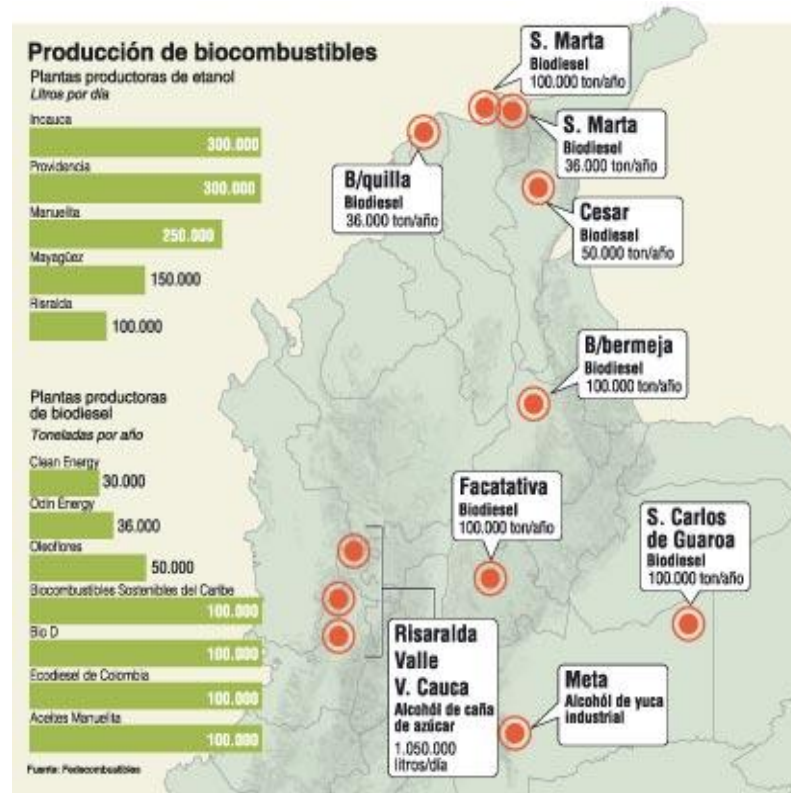 Producción de biocombustibles
Plantas productoras de etanol
Litros por día
Incauca
300.000
Providencia
300.000
Manuelita
250.000
Mayagüez
150.000
Risralda
100.000
Plantas productoras
de biodiesel
Toneladas por año
Clean Energy
30.000
Odin Energy
36.000
Oleoflores
50.000
Biocombustibles Sostenibles del Caribe
100.000
Bio D
100.000
Ecodiesel de Colombia
100.000
Aceites Manuelita
100.000
Fuente: Fedecombustibles
S. Marta
Biodiesel
100.000 ton/año
S. Marta
Biodiesel
36.000 ton/año
B/quilla
Biodiesel
36.000 ton/año
Cesar
Biodiesel
50.000 ton/año
B/bermeja
Biodiesel
100.000 ton/año
Facatativa
Biodiesel
100.000 ton/año
S. Carlos
de Guaroa
Biodiesel
100.000 ton/año
Risaralda
Valle
V. Cauca
Alcohól de caña
de azúcar
1.050.000
litros/día
Meta
Alcohól de yuca
industrial